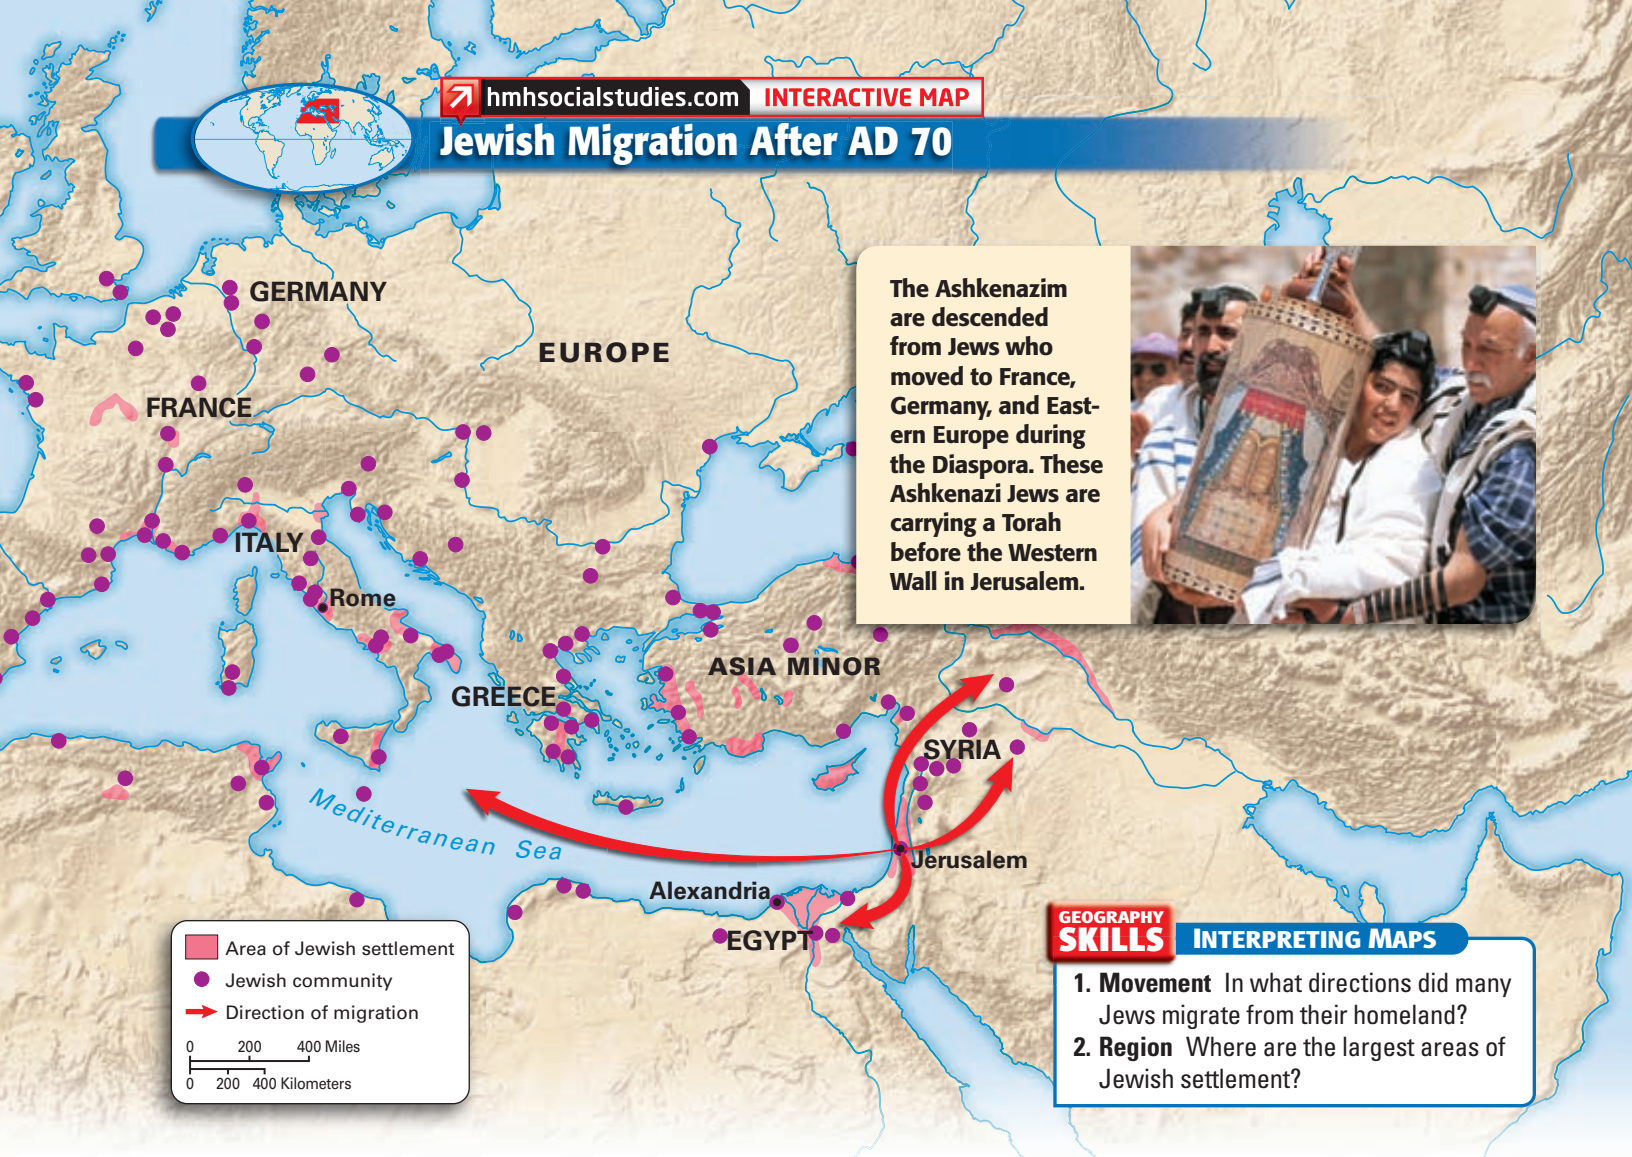 hmhsocialstudies.com INTERACTIVE MAP
Jewish Migration After AD 70
GERMANY
EUROPE
FRANCE
The Ashkenazim
are descended
from Jews who
moved to France,
Germany, and East-
ern Europe during
the Diaspora. These
Ashkenazi Jews are
carrying a Torah
before the Western
Wall in Jerusalem.
ITALY
Rome
ASIA MINOR
GREECE
SYRIA
Mediterranean Sea
Jerusalem
Alexandria
EGYPT
Area of Jewish settlement
Jewish community
Direction of migration
0 200 400 Miles
0 200 400 Kilometers
GEOGRAPHY
SKILLS INTERPRETING MAPS
1. Movement In what directions did many
Jews migrate from their homeland?
2. Region Where are the largest areas of
Jewish settlement?